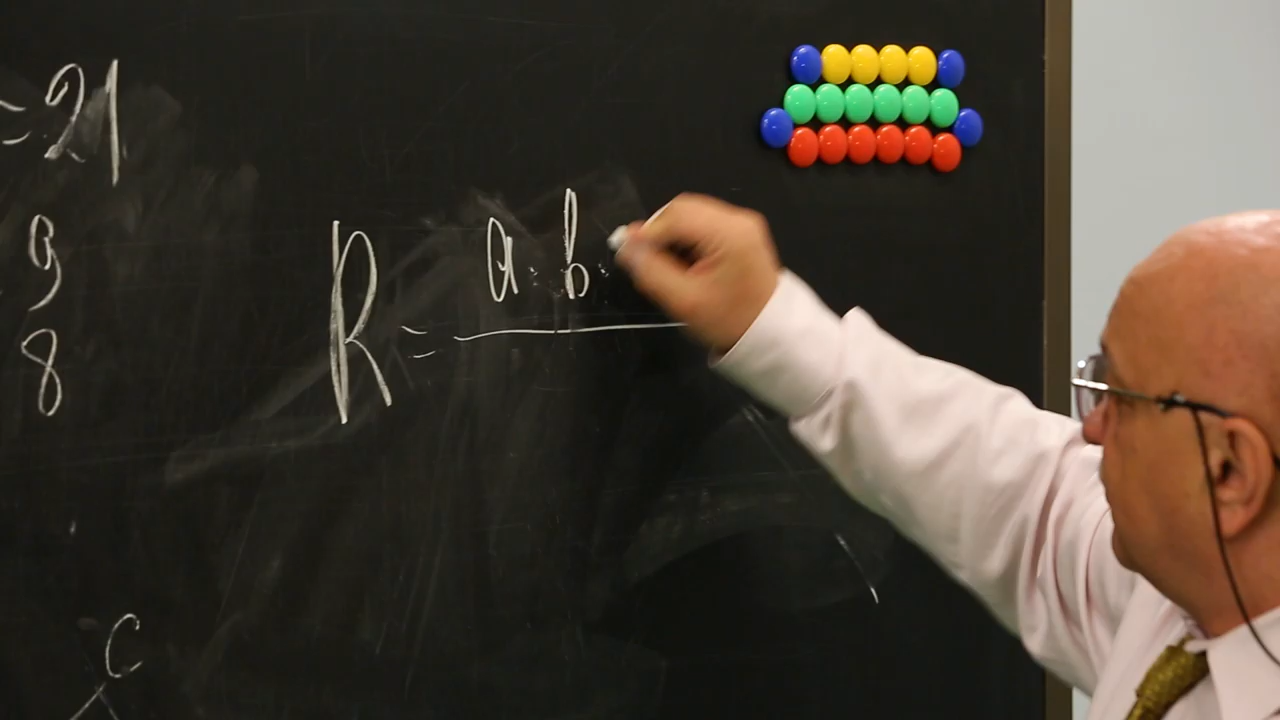 = 21
9
8
R = a · b ·
c